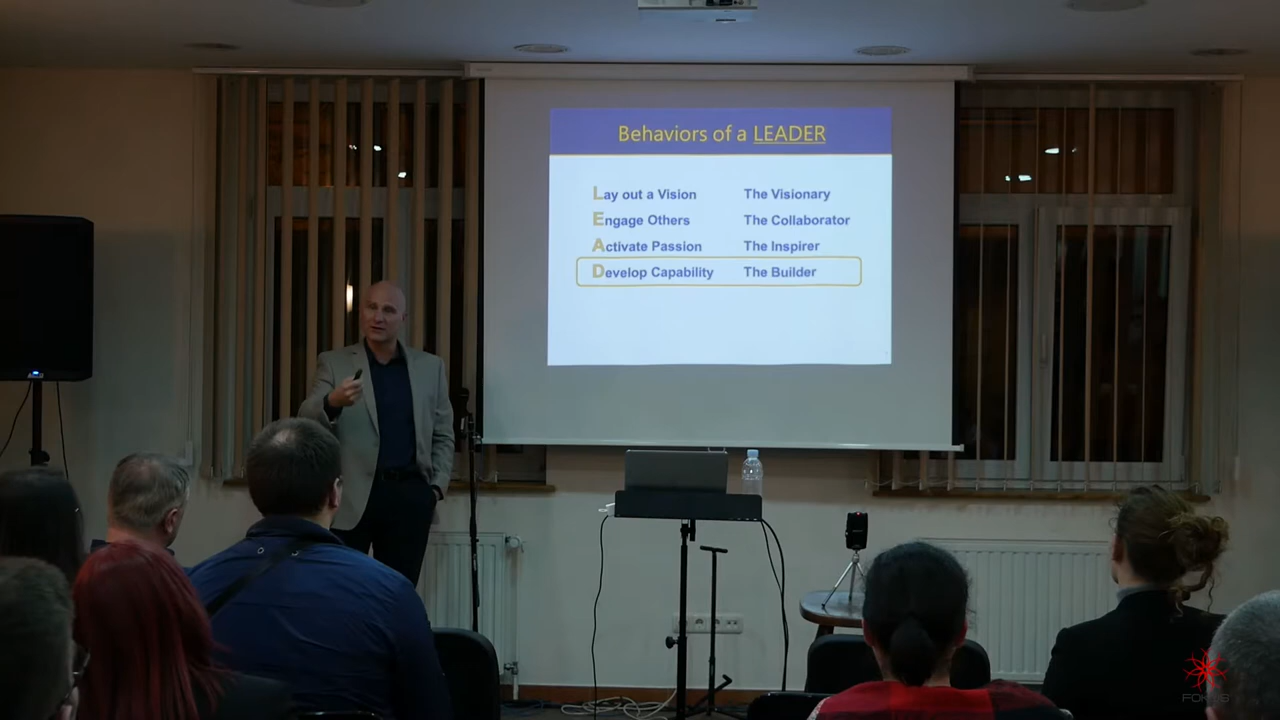 Behaviors of a LEADER
Lay out a Vision The Visionary
Engage Others The Collaborator
Activate Passion The Inspirer
Develop Capability The Builder
FOKUS